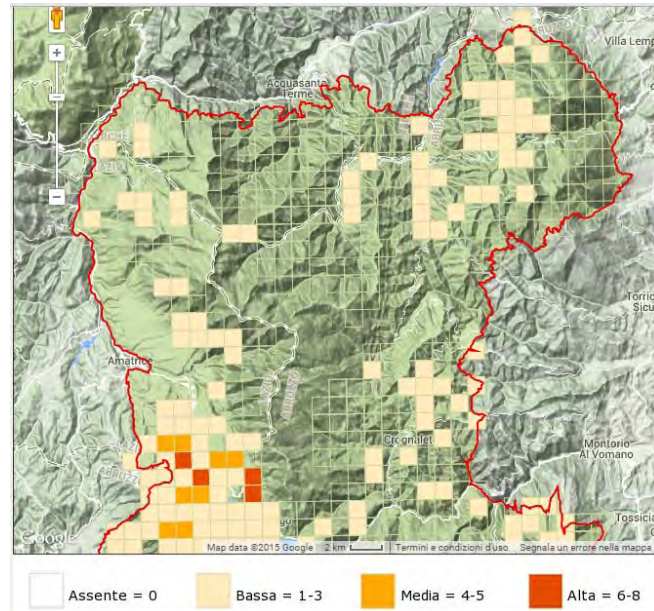 Villa Lemp
Acquasanta
Terme
Torric
Sicu
Amatrice
Crognalet
Montorio
Al Vomano
Tossicia
Google
Map data ©2015 Google
2 km
Termini e condizioni d'uso
Segnala un errore nella mappa
Assente = 0
Bassa = 1-3
Media = 4-5
Alta = 6-8